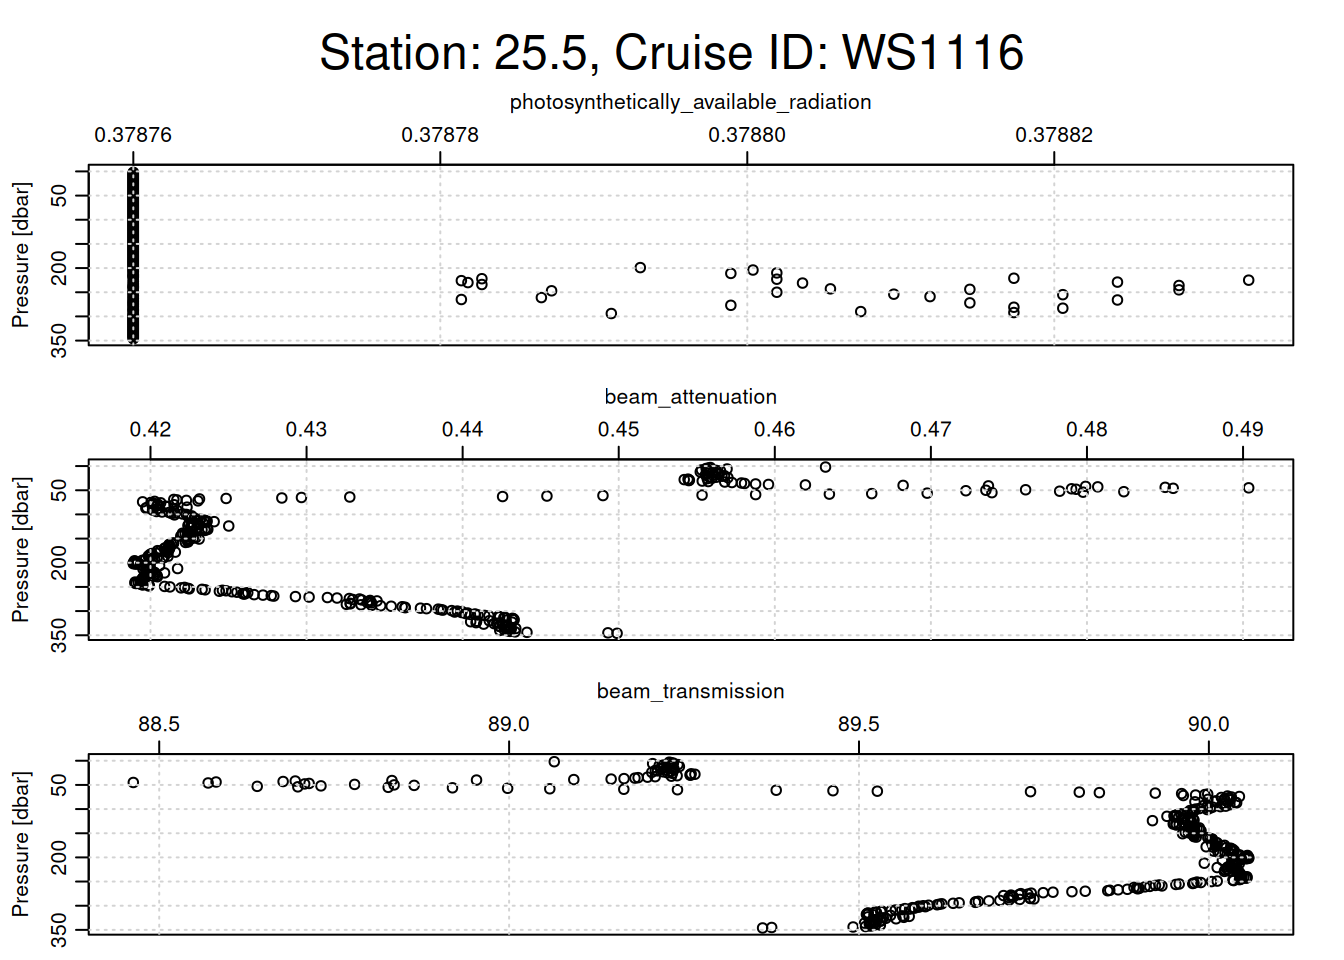 Station: 25.5, Cruise ID: WS1116
photosynthetically_available_radiation
0.37876 0.37878 0.37880 0.37882
Pressure [dbar]
50
200
350
beam_attenuation
0.42 0.43 0.44 0.45 0.46 0.47 0.48 0.49
Pressure [dbar]
50
200
350
beam_transmission
88.5 89.0 89.5 90.0
Pressure [dbar]
50
200
350